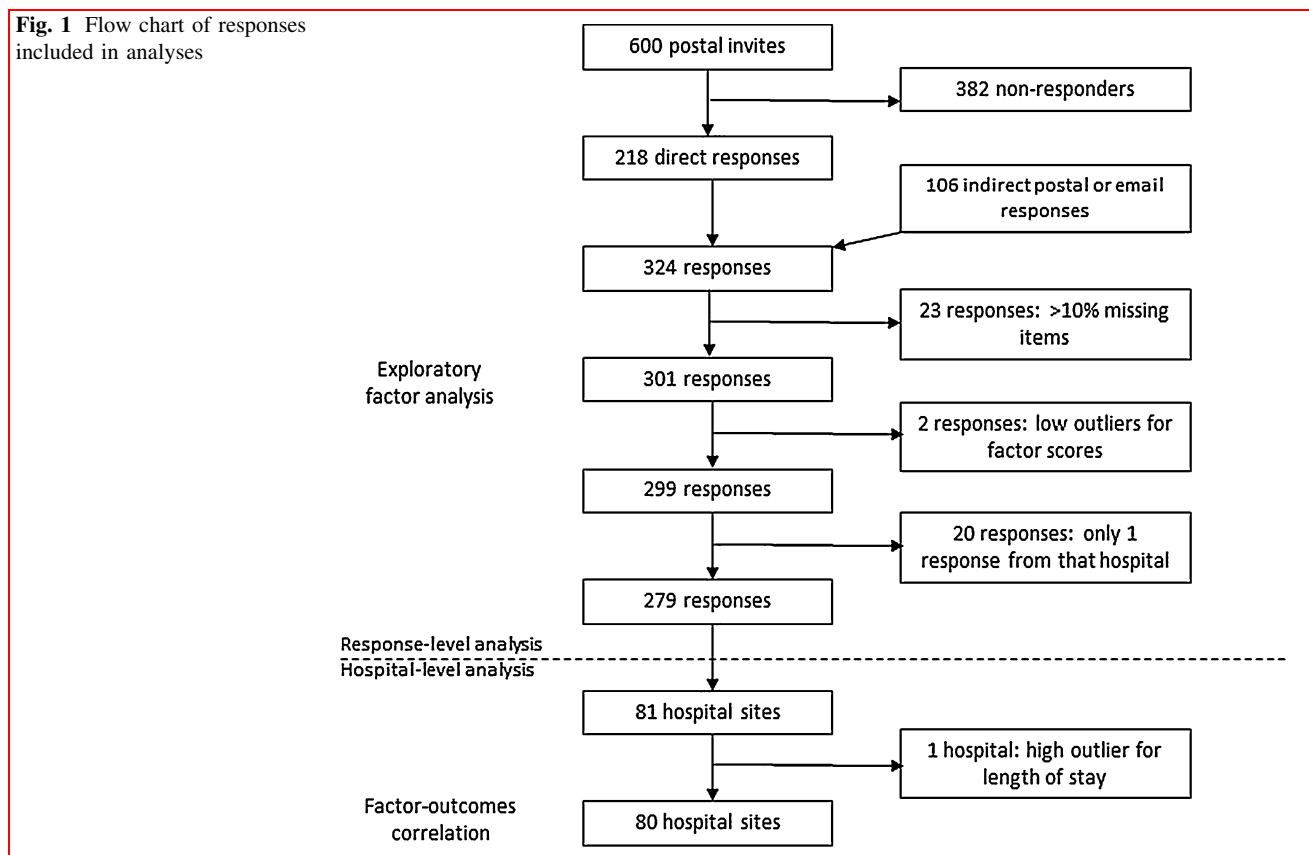 Fig. 1 Flow chart of responses
included in analyses
600 postal invites
382 non-responders
218 direct responses
106 indirect postal or email
responses
324 responses
23 responses: >10% missing
items
Exploratory
factor analysis
301 responses
2 responses: low outliers for
factor scores
299 responses
20 responses: only 1
response from that hospital
279 responses
Response-level analysis
Hospital-level analysis
81 hospital sites
1 hospital: high outlier for
length of stay
Factor-outcomes
correlation
80 hospital sites